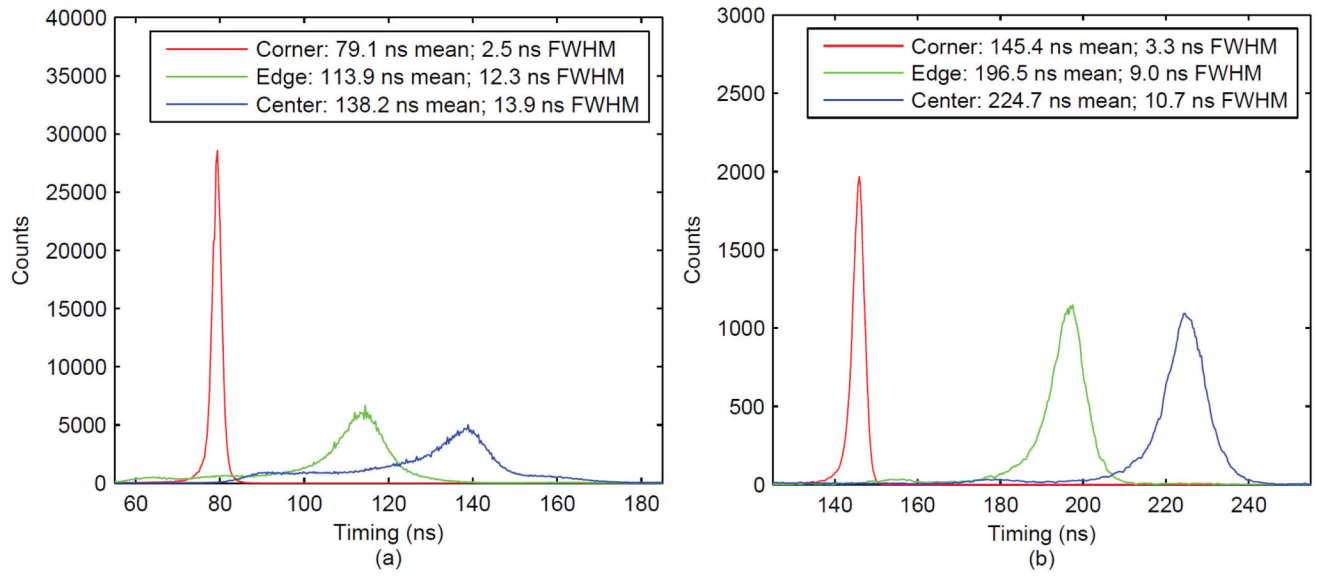 40000
35000
30000
25000
20000
15000
10000
5000
0
Counts
Corner: 79.1 ns mean; 2.5 ns FWHM
Edge: 113.9 ns mean; 12.3 ns FWHM
Center: 138.2 ns mean; 13.9 ns FWHM
60 80 100 120 140 160 180
Timing (ns)
(a)
3000
2500
2000
1500
1000
500
0
Counts
Corner: 145.4 ns mean; 3.3 ns FWHM
Edge: 196.5 ns mean; 9.0 ns FWHM
Center: 224.7 ns mean; 10.7 ns FWHM
140 160 180 200 220 240
Timing (ns)
(b)